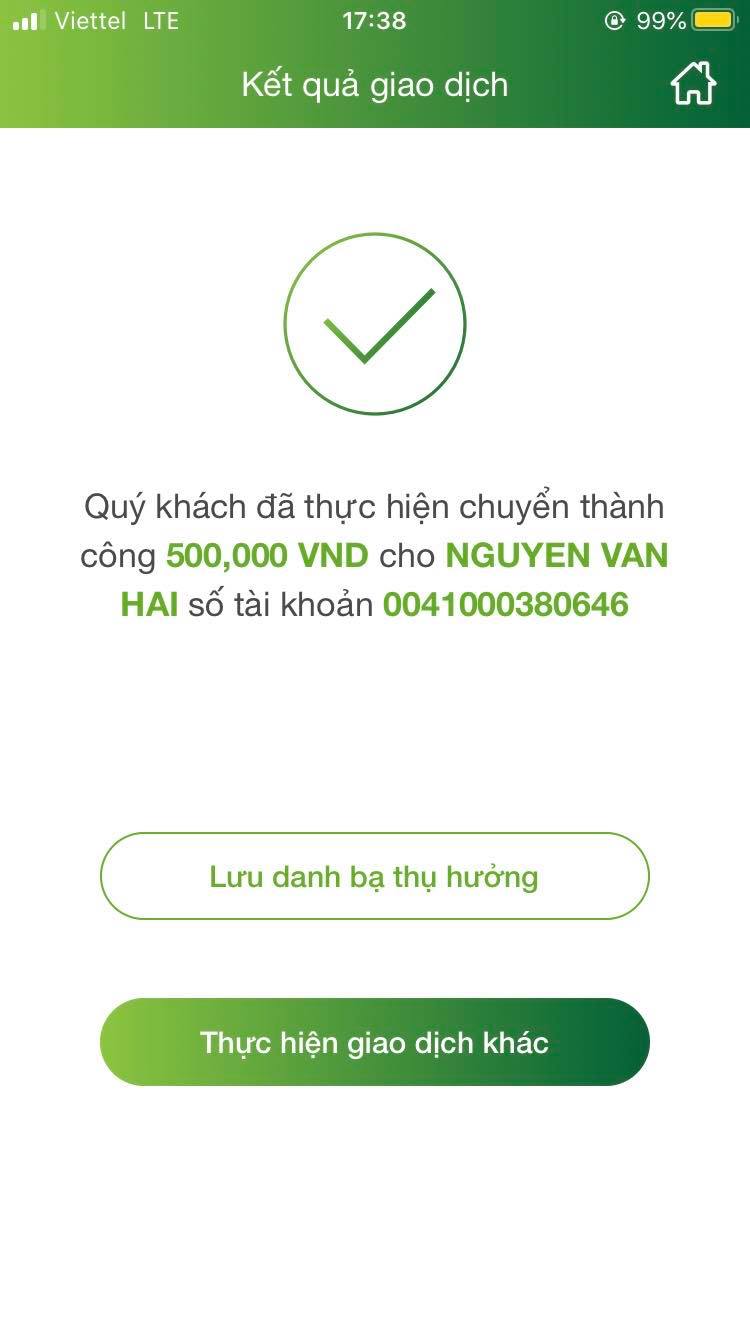 Viettel LTE 17:38 99%
Kết quả giao dịch
Quý khách đã thực hiện chuyển thành
công 500,000 VND cho NGUYEN VAN
HAI số tài khoản 0041000380646
Lưu danh bạ thụ hưởng
Thực hiện giao dịch khác